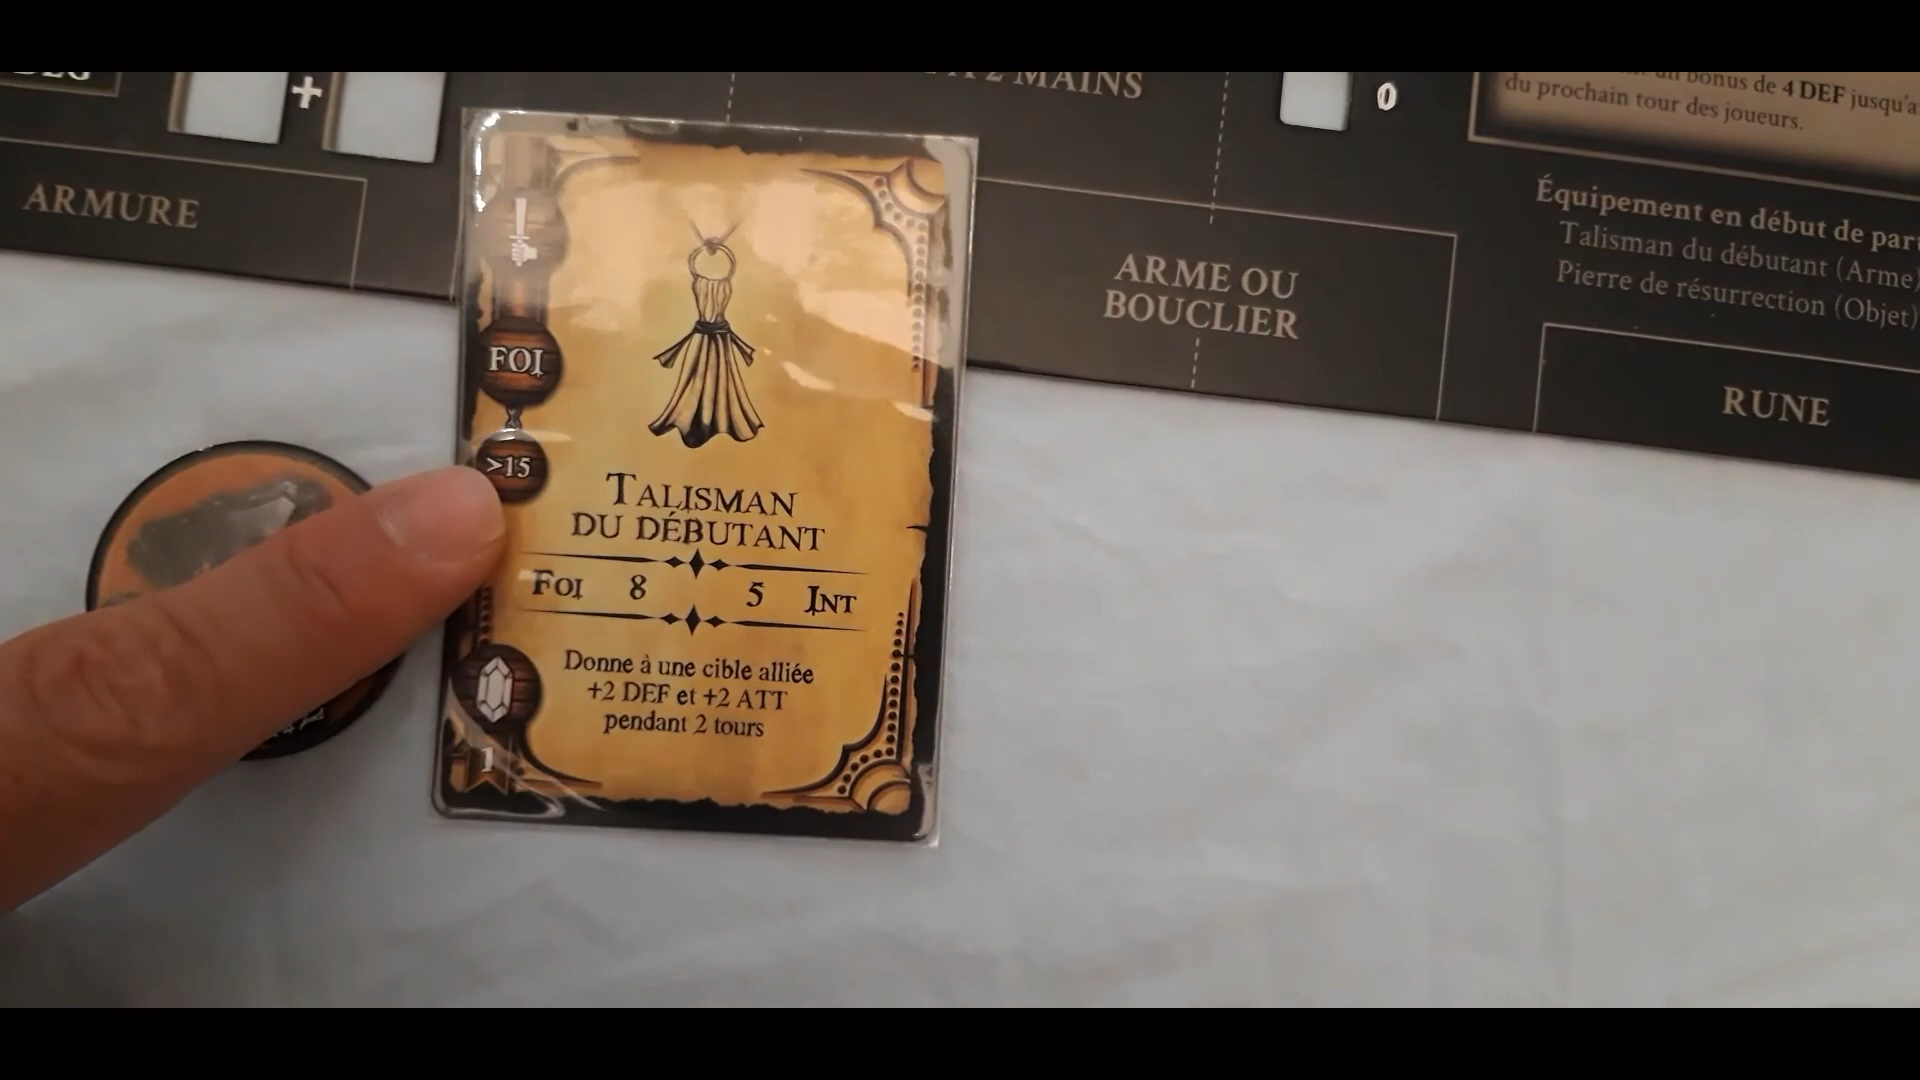 +
2 MAINS
0
bonus de 4 DEF jusqu'a
du prochain tour des joueurs.
ARMURE
ARME OU
BOUCLIER
Équipement en début de part
Talisman du débutant (Arme)
Pierre de résurrection (Objet)
RUNE
FOI
>15
TALISMAN
DU DÉBUTANT
FOI 8 5 INT
Donne à une cible alliée
+2 DEF et +2 ATT
pendant 2 tours
1